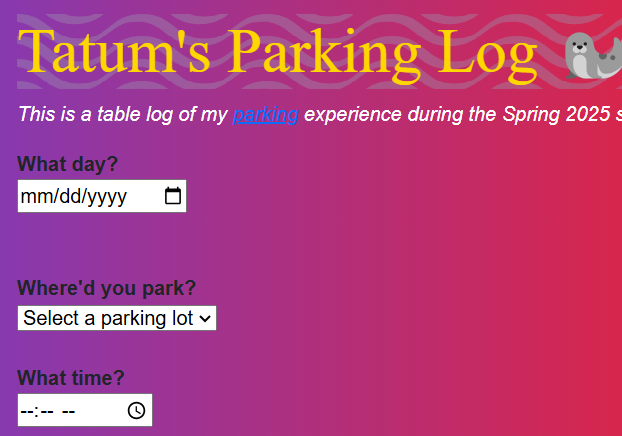 Tatum's Parking Log 🦭
This is a table log of my parking experience during the Spring 2025 s
What day?
mm/dd/yyyy
Where'd you park?
Select a parking lot
What time?
--:-- --